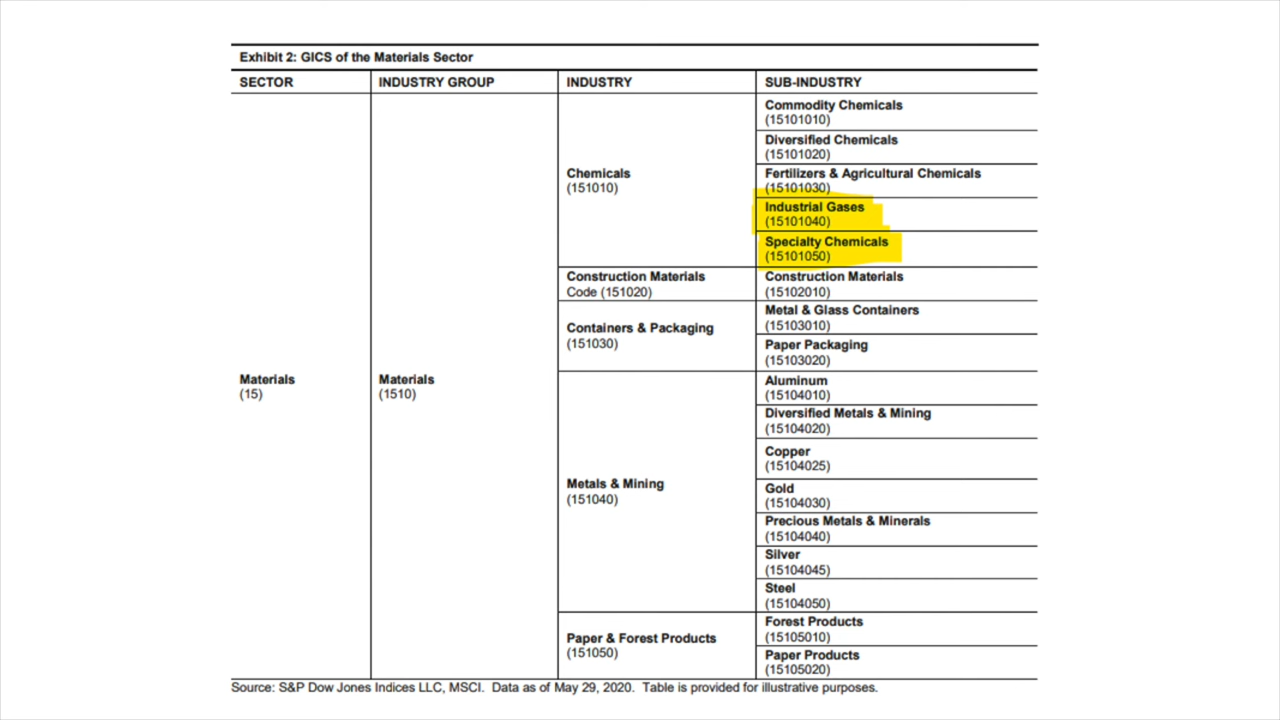 Exhibit 2: GICS of the Materials Sector
SECTOR
INDUSTRY GROUP
INDUSTRY
SUB-INDUSTRY
Materials
(15)
Materials
(1510)
Chemicals
(151010)
Commodity Chemicals
(15101010)
Diversified Chemicals
(15101020)
Fertilizers & Agricultural Chemicals
(15101030)
Industrial Gases
(15101040)
Specialty Chemicals
(15101050)
Construction Materials
Code (151020)
Construction Materials
(15102010)
Containers & Packaging
(151030)
Metal & Glass Containers
(15103010)
Paper Packaging
(15103020)
Metals & Mining
(151040)
Aluminum
(15104010)
Diversified Metals & Mining
(15104020)
Copper
(15104025)
Gold
(15104030)
Precious Metals & Minerals
(15104040)
Silver
(15104045)
Steel
(15104050)
Paper & Forest Products
(151050)
Forest Products
(15105010)
Paper Products
(15105020)
Source: S&P Dow Jones Indices LLC, MSCI. Data as of May 29, 2020. Table is provided for illustrative purposes.